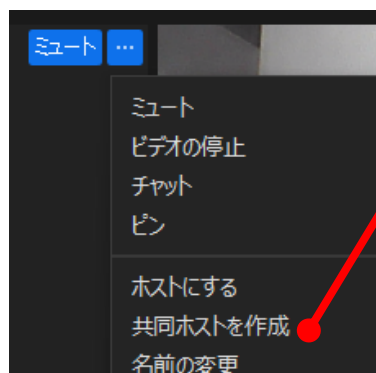 ミュート ...
ミュート
ビデオの停止
チャット
ピン
ホストにする
共同ホストを作成
名前の変更